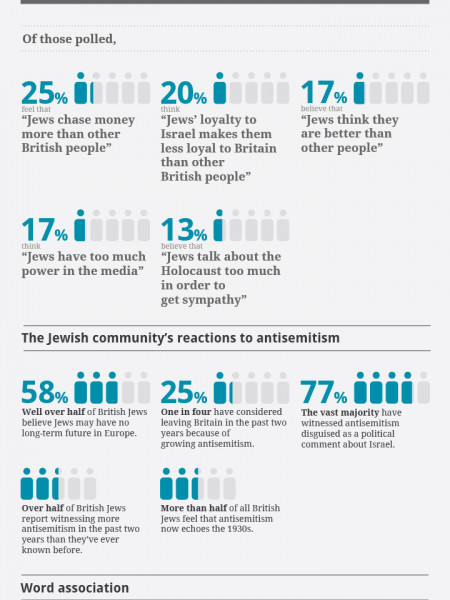 Of those polled,
25%
feel that
“Jews chase money
more than other
British people”
20%
think
“Jews’ loyalty to
Israel makes them
less loyal to Britain
than other
British people”
17%
believe that
“Jews think they
are better than
other people”
17%
think
“Jews have too much
power in the media”
13%
believe that
“Jews talk about the
Holocaust too much
in order to
get sympathy”
The Jewish community’s reactions to antisemitism
58%
Well over half of British Jews
believe Jews may have no
long-term future in Europe.
25%
One in four have considered
leaving Britain in the past two
years because of
growing antisemitism.
77%
The vast majority have
witnessed antisemitism
disguised as a political
comment about Israel.
Over half of British Jews
report witnessing more
antisemitism in the past two
years than they’ve ever
known before.
More than half of all British
Jews feel that antisemitism
now echoes the 1930s.
Word association